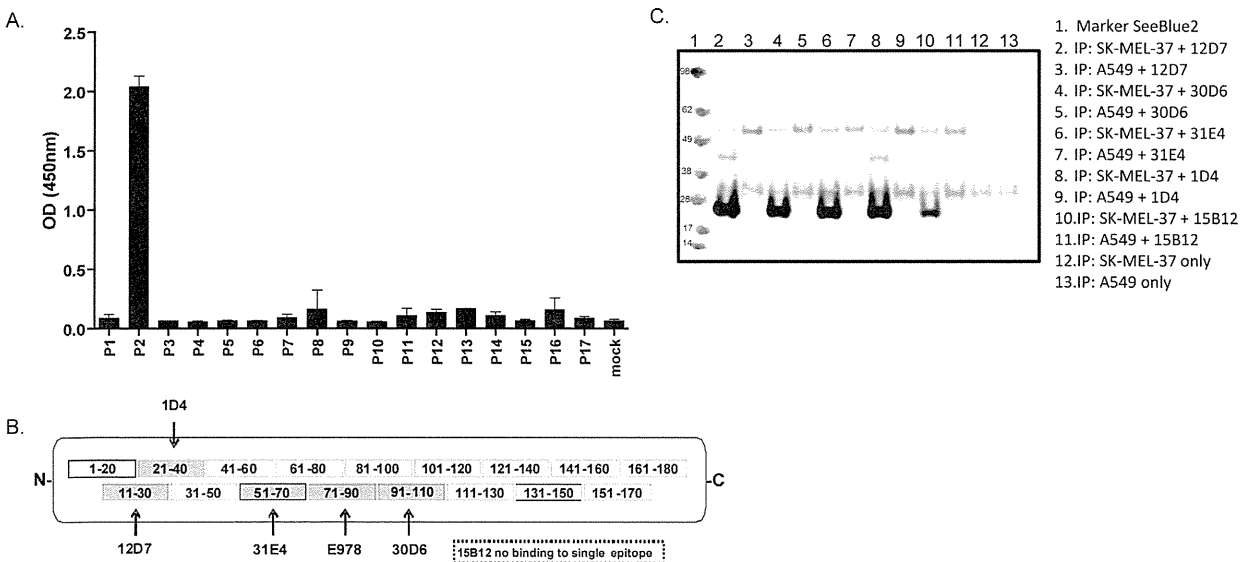 A.
2.5
2.0
1.5
1.0
0.5
0.0
OD (450nm)
P1 P2 P3 P4 P5 P6 P7 P8 P9 P10 P11 P12 P13 P14 P15 P16 P17 mock
B.
1D4
N- -C
1-20 21-40 41-60 61-80 81-100 101-120 121-140 141-160 161-180
11-30 31-50 51-70 71-90 91-110 111-130 131-150 151-170
12D7 31E4 E978 30D6
15B12 no binding to single epitope
C.
1 2 3 4 5 6 7 8 9 10 11 12 13
98
62
49
38
28
17
14
1. Marker SeeBlue2
2. IP: SK-MEL-37 + 12D7
3. IP: A549 + 12D7
4. IP: SK-MEL-37 + 30D6
5. IP: A549 + 30D6
6. IP: SK-MEL-37 + 31E4
7. IP: A549 + 31E4
8. IP: SK-MEL-37 + 1D4
9. IP: A549 + 1D4
10.IP: SK-MEL-37 + 15B12
11.IP: A549 + 15B12
12.IP: SK-MEL-37 only
13.IP: A549 only